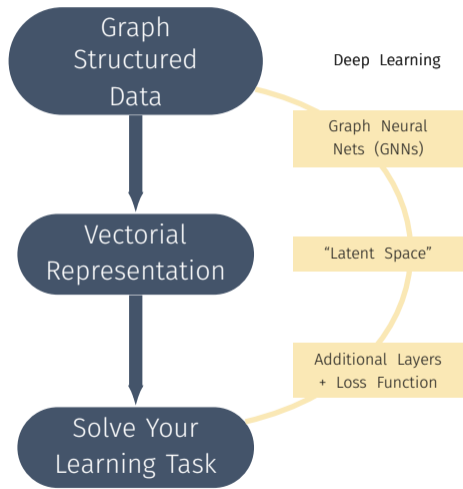 Graph
Structured
Data
Deep Learning
Graph Neural
Nets (GNNs)
Vectorial
Representation
“Latent Space”
Additional Layers
+ Loss Function
Solve Your
Learning Task